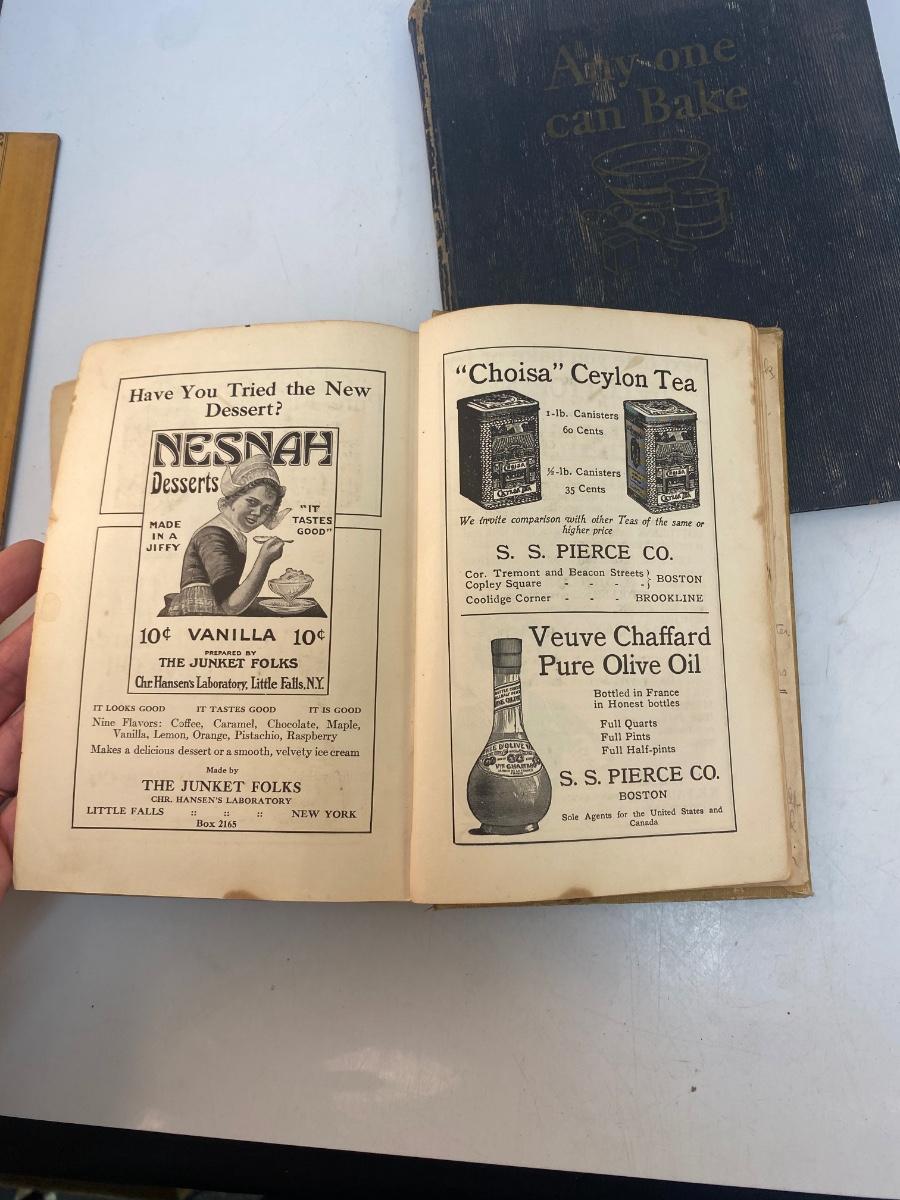 Any one
can Bake
Have You Tried the New
Dessert?
NESNAH
Desserts
MADE
IN A
JIFFY
"IT
TASTES
GOOD"
10¢ VANILLA 10¢
PREPARED BY
THE JUNKET FOLKS
Chr. Hansen's Laboratory, Little Falls, N.Y.
IT LOOKS GOOD IT TASTES GOOD IT IS GOOD
Nine Flavors: Coffee, Caramel, Chocolate, Maple,
Vanilla, Lemon, Orange, Pistachio, Raspberry
Makes a delicious dessert or a smooth, velvety ice cream
Made by
THE JUNKET FOLKS
CHR. HANSEN'S LABORATORY
LITTLE FALLS :: :: :: NEW YORK
Box 2165
"Choisa" Ceylon Tea
1-lb. Canisters
60 Cents
½-lb. Canisters
35 Cents
We invite comparison with other Teas of the same or
higher price
S. S. PIERCE CO.
Cor. Tremont and Beacon Streets } BOSTON
Copley Square - - - - }
Coolidge Corner - - - BROOKLINE
Veuve Chaffard
Pure Olive Oil
Bottled in France
in Honest bottles
Full Quarts
Full Pints
Full Half-pints
S. S. PIERCE CO.
BOSTON
Sole Agents for the United States and
Canada